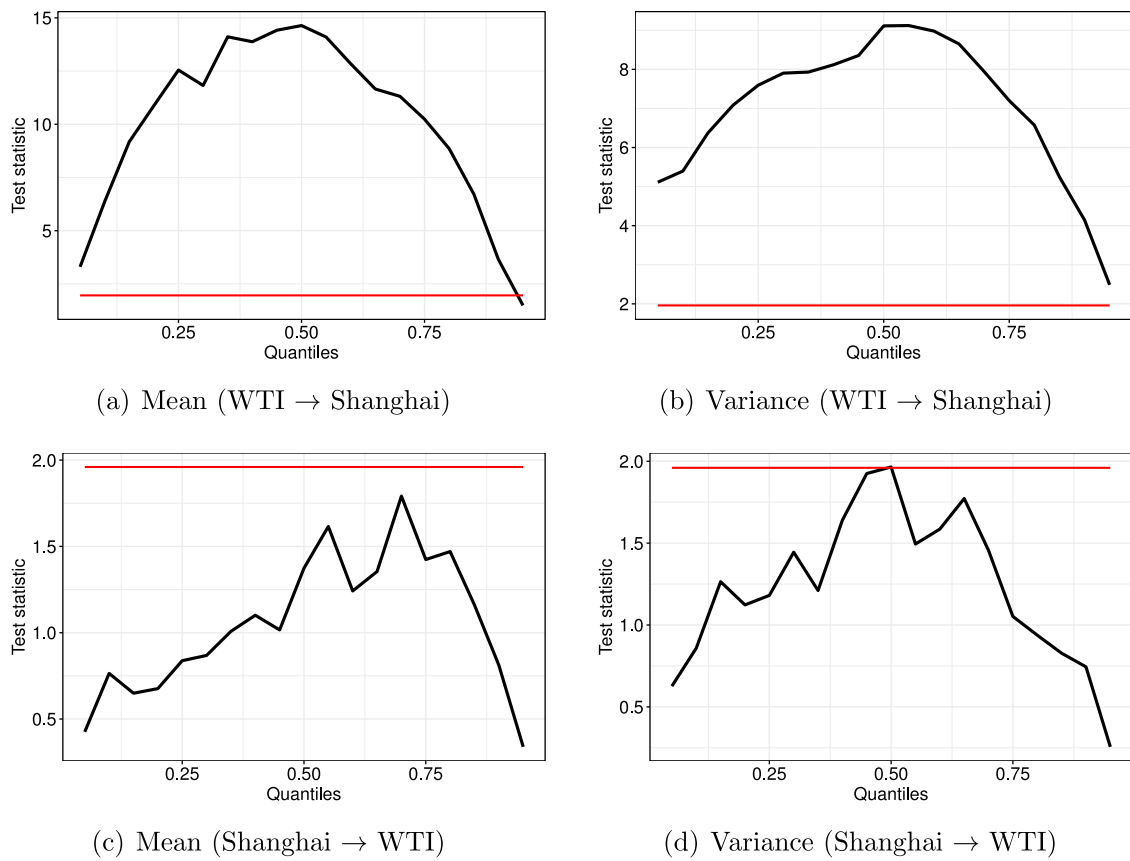 15
10
5
Test statistic
0.25 0.50 0.75
Quantiles
(a) Mean (WTI → Shanghai)
8
6
4
2
Test statistic
0.25 0.50 0.75
Quantiles
(b) Variance (WTI → Shanghai)
2.0
1.5
1.0
0.5
Test statistic
0.25 0.50 0.75
Quantiles
(c) Mean (Shanghai → WTI)
2.0
1.5
1.0
0.5
Test statistic
0.25 0.50 0.75
Quantiles
(d) Variance (Shanghai → WTI)